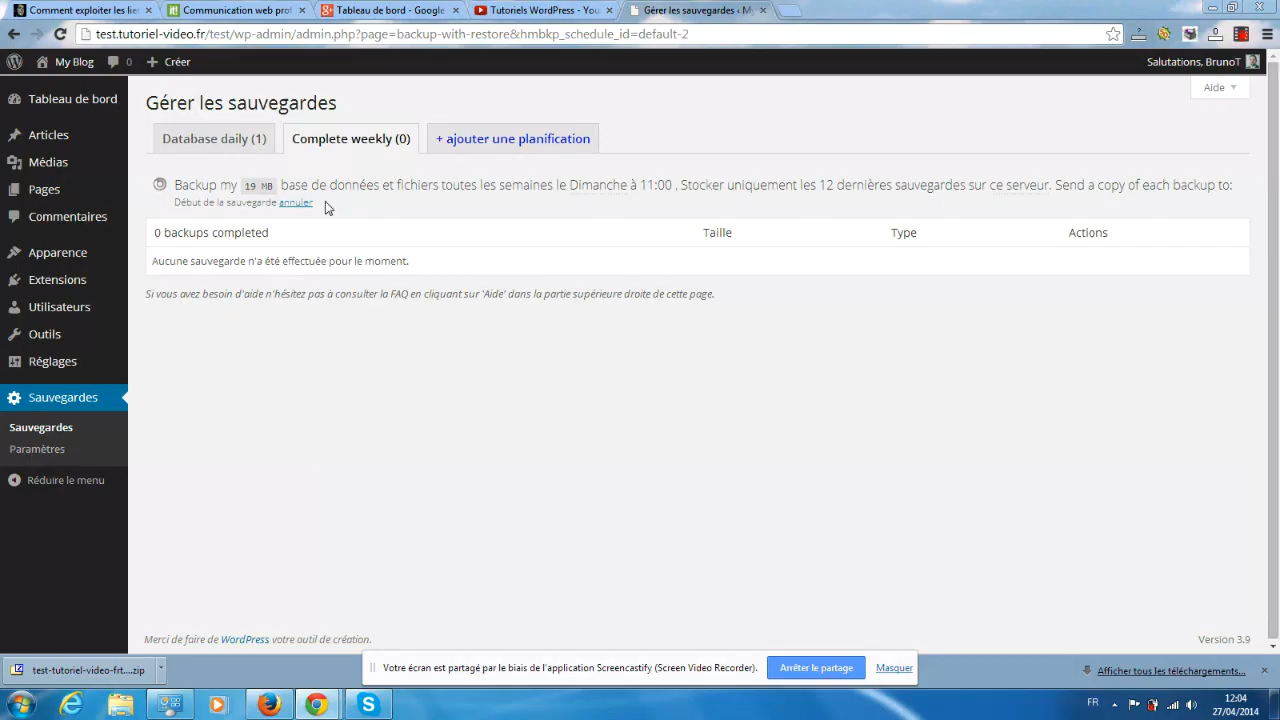 Comment exploiter les lien
Communication web prof
Tableau de bord - Google
Tutoriels WordPress - You
Gérer les sauvegardes ‹ My
test.tutoriel-video.fr/test/wp-admin/admin.php?page=backup-with-restore&hmbkp_schedule_id=default-2
My Blog
0
Créer
Salutations, BrunoT
Aide
Tableau de bord
Articles
Médias
Pages
Commentaires
Apparence
Extensions
Utilisateurs
Outils
Réglages
Sauvegardes
Sauvegardes
Paramètres
Réduire le menu
Gérer les sauvegardes
Database daily (1)
Complete weekly (0)
+ ajouter une planification
Backup my 19 MB base de données et fichiers toutes les semaines le Dimanche à 11:00 , Stocker uniquement les 12 dernières sauvegardes sur ce serveur. Send a copy of each backup to:
Début de la sauvegarde annuler
0 backups completed Taille Type Actions
Aucune sauvegarde n'a été effectuée pour le moment.
Si vous avez besoin d'aide n'hésitez pas à consulter la FAQ en cliquant sur 'Aide' dans la partie supérieure droite de cette page.
Merci de faire de WordPress votre outil de création.
Version 3.9
test-tutoriel-video-frt....zip
Votre écran est partagé par le biais de l'application Screencastify (Screen Video Recorder).
Arrêter le partage
Masquer
Afficher tous les téléchargements...
FR
12:04
27/04/2014